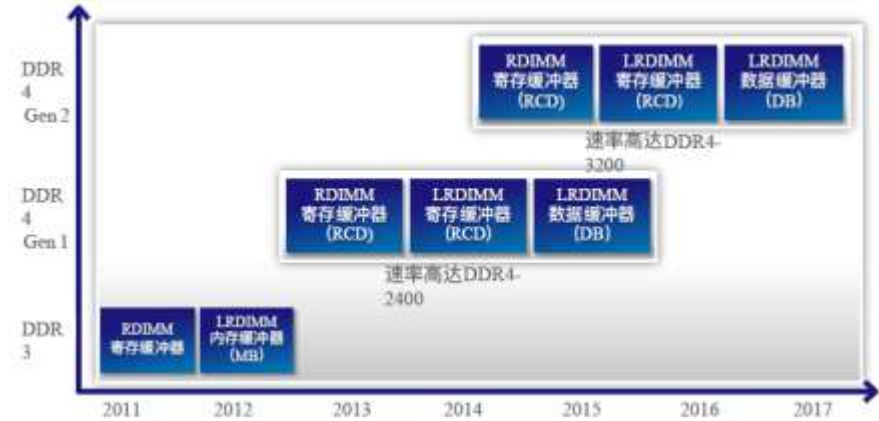 DDR
4
Gen 2
RDIMM
寄存缓冲器
(RCD)
LRDIMM
寄存缓冲器
(RCD)
LRDIMM
数据缓冲器
(DB)
速率高达DDR4-
3200
DDR
4
Gen 1
RDIMM
寄存缓冲器
(RCD)
LRDIMM
寄存缓冲器
(RCD)
LRDIMM
数据缓冲器
(DB)
速率高达DDR4-
2400
DDR
3
RDIMM
寄存缓冲器
LRDIMM
内存缓冲器
(MB)
2011
2012
2013
2014
2015
2016
2017